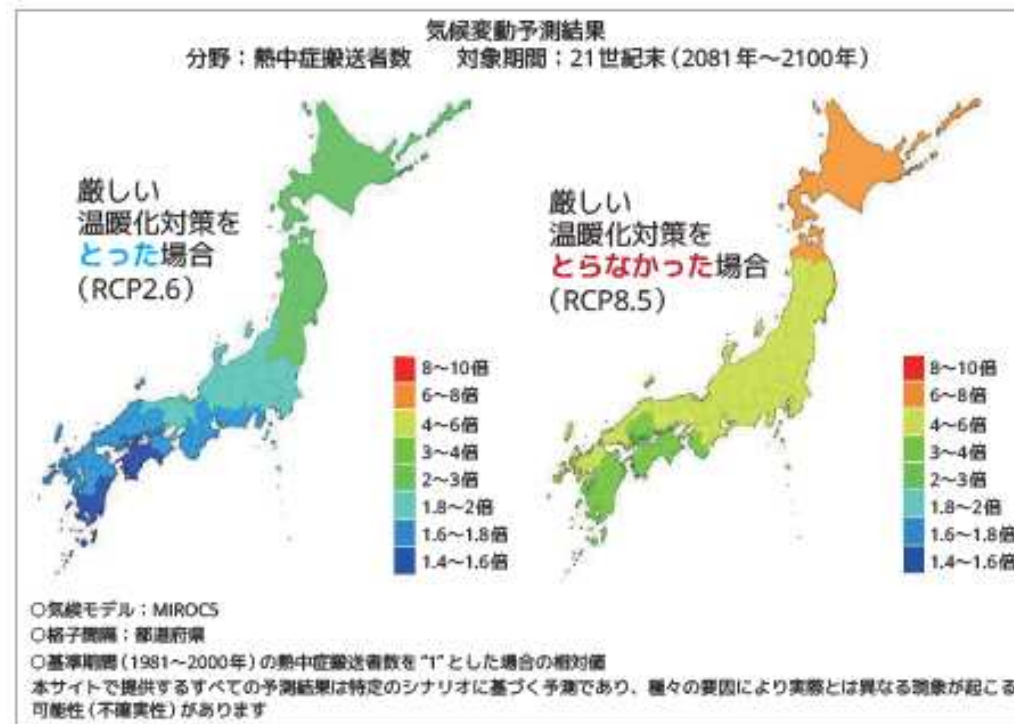 気候変動予測結果
分野：熱中症搬送者数　　対象期間：21世紀末（2081年～2100年）
厳しい
温暖化対策を
とった場合
（RCP2.6）
8～10倍
6～8倍
4～6倍
3～4倍
2～3倍
1.8～2倍
1.6～1.8倍
1.4～1.6倍
厳しい
温暖化対策を
とらなかった場合
（RCP8.5）
8～10倍
6～8倍
4～6倍
3～4倍
2～3倍
1.8～2倍
1.6～1.8倍
1.4～1.6倍
○気候モデル：MIROC5
○格子間隔：都道府県
○基準期間（1981～2000年）の熱中症搬送者数を“1”とした場合の相対値
本サイトで提供するすべての予測結果は特定のシナリオに基づく予測であり、種々の要因により実際とは異なる現象が起こる
可能性（不確実性）があります